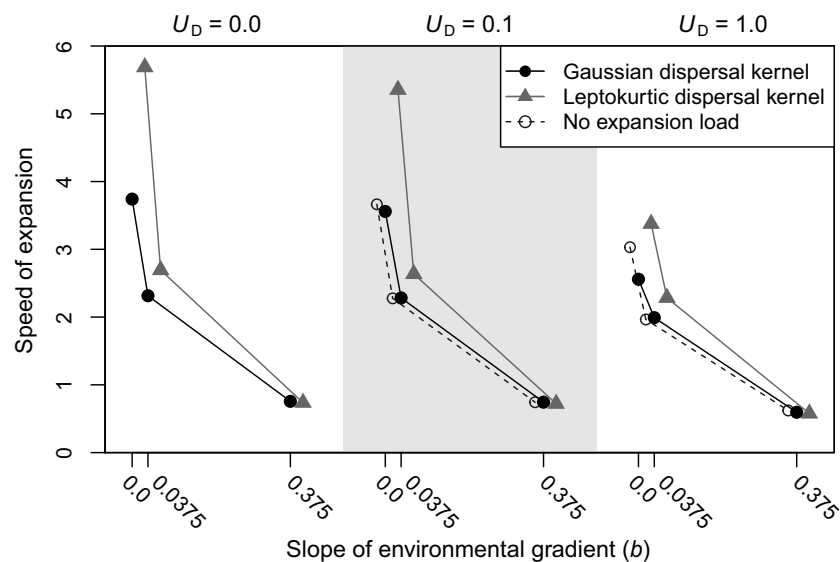 U_D = 0.0 U_D = 0.1 U_D = 1.0
Gaussian dispersal kernel
Leptokurtic dispersal kernel
No expansion load
Speed of expansion
6
5
4
3
2
1
0
0.0 0.0375 0.375 0.0 0.0375 0.375 0.0 0.0375 0.375
Slope of environmental gradient (b)